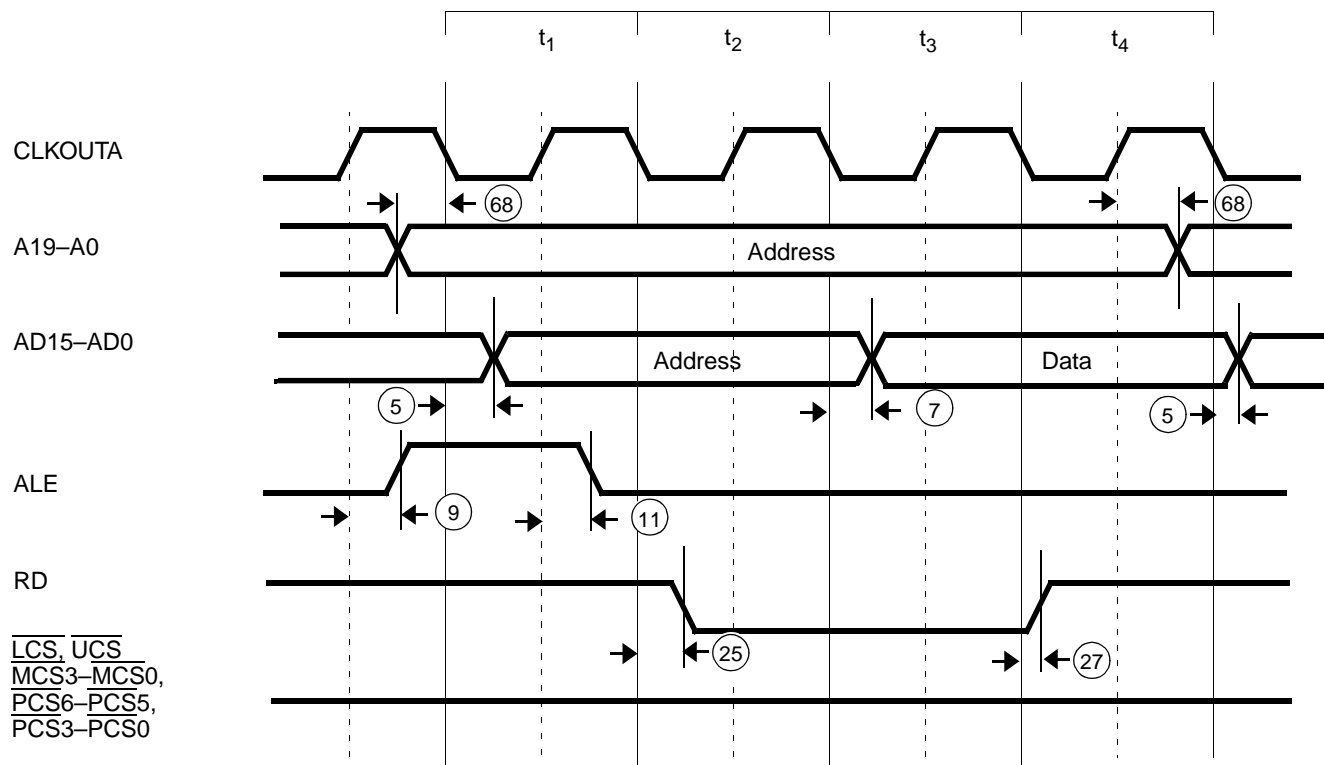 t1 t2 t3 t4
CLKOUTA
68 68
A19–A0
Address
AD15–AD0
Address Data
5 7 5
ALE
9 11
RD
25 27
LCS, UCS
MCS3–MCS0,
PCS6–PCS5,
PCS3–PCS0